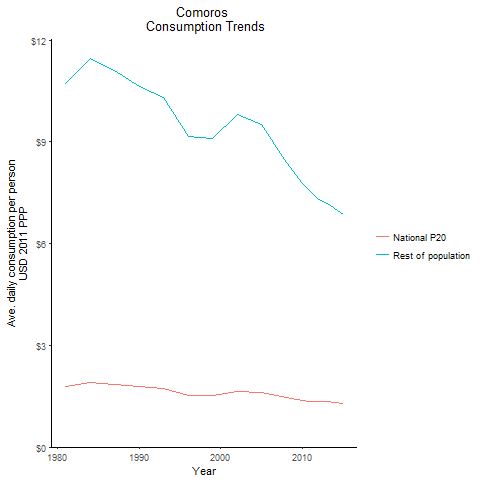 Comoros
Consumption Trends
$12
$9
$6
$3
$0
Ave. daily consumption per person
USD 2011 PPP
1980
1990
2000
2010
Year
National P20
Rest of population